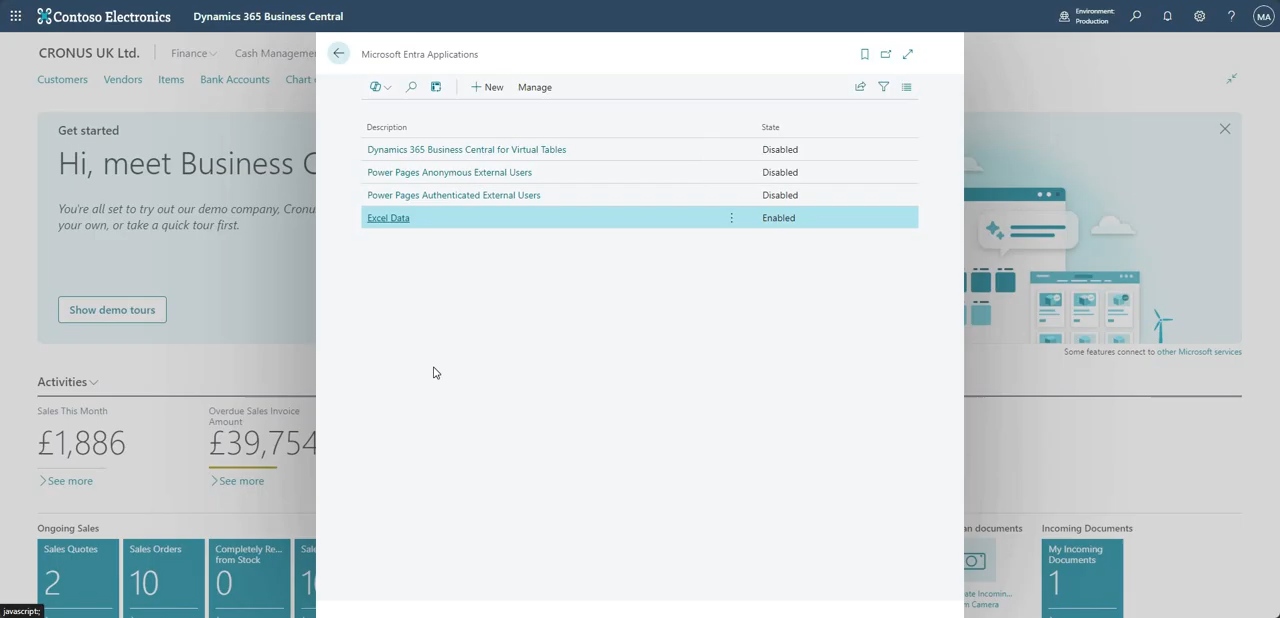 Contoso Electronics
Dynamics 365 Business Central
Environment:
Production
?
MA
CRONUS UK Ltd.
Finance
Cash Manageme
Customers
Vendors
Items
Bank Accounts
Chart
Microsoft Entra Applications
New
Manage
Description
State
Dynamics 365 Business Central for Virtual Tables
Disabled
Power Pages Anonymous External Users
Disabled
Power Pages Authenticated External Users
Disabled
Excel Data
Enabled
Get started
Hi, meet Business C
You're all set to try out our demo company, Cronus
your own, or take a quick tour first.
Show demo tours
Some features connect to other Microsoft services
Activities
Sales This Month
£1,886
See more
Overdue Sales Invoice
Amount
£39,754
See more
Ongoing Sales
Sales Quotes
2
Sales Orders
10
Completely Re...
from Stock
0
Sale
an documents
ate Incomin...
m Camera
Incoming Documents
My Incoming
Documents
1
javascript:;